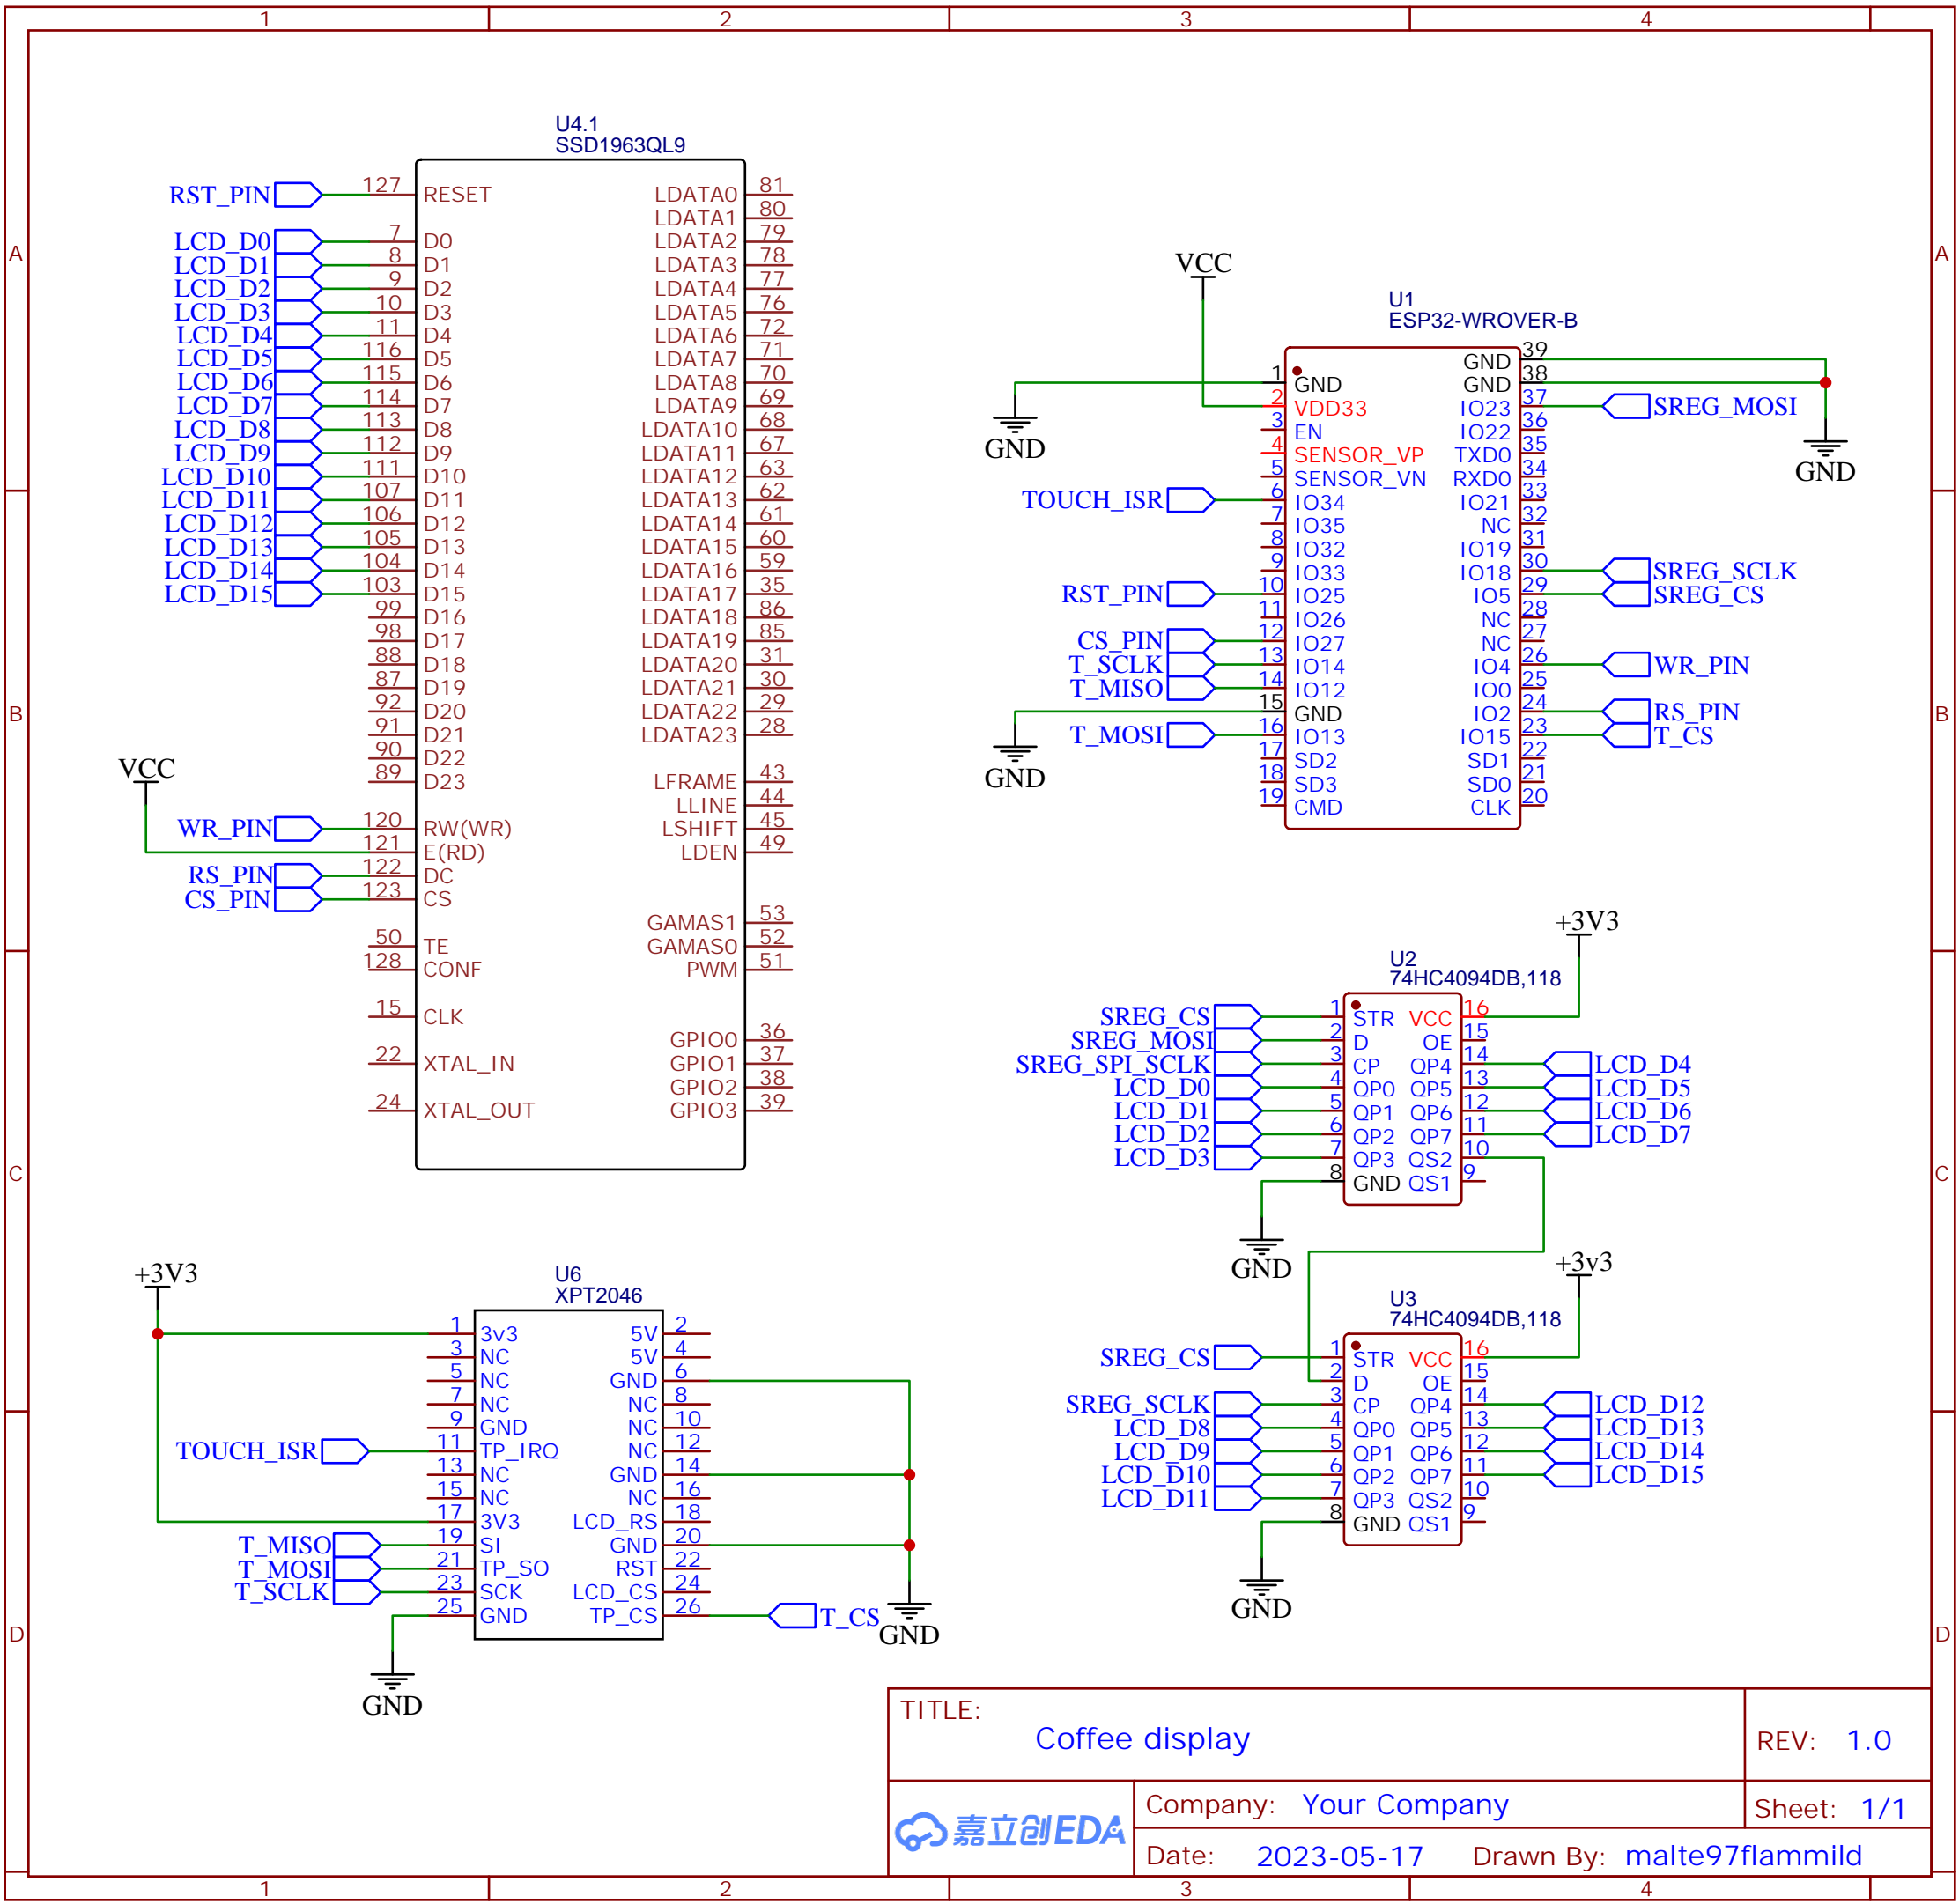 1 2 3 4
A A
B B
C C
D D
1 2 3 4
U4.1
SSD1963QL9
RST_PIN 127 RESET LDATA0 81
LDATA1 80
LCD_D0 7 D0 LDATA2 79
LCD_D1 8 D1 LDATA3 78
LCD_D2 9 D2 LDATA4 77
LCD_D3 10 D3 LDATA5 76
LCD_D4 11 D4 LDATA6 72
LCD_D5 116 D5 LDATA7 71
LCD_D6 115 D6 LDATA8 70
LCD_D7 114 D7 LDATA9 69
LCD_D8 113 D8 LDATA10 68
LCD_D9 112 D9 LDATA11 67
LCD_D10 111 D10 LDATA12 63
LCD_D11 107 D11 LDATA13 62
LCD_D12 106 D12 LDATA14 61
LCD_D13 105 D13 LDATA15 60
LCD_D14 104 D14 LDATA16 59
LCD_D15 103 D15 LDATA17 35
99 D16 LDATA18 86
98 D17 LDATA19 85
88 D18 LDATA20 31
87 D19 LDATA21 30
92 D20 LDATA22 29
91 D21 LDATA23 28
90 D22
VCC
89 D23 LFRAME 43
LLINE 44
WR_PIN 120 RW(WR) LSHIFT 45
121 E(RD) LDEN 49
RS_PIN 122 DC
CS_PIN 123 CS
GAMAS1 53
50 TE GAMAS0 52
128 CONF PWM 51
15 CLK
GPIO0 36
22 XTAL_IN GPIO1 37
GPIO2 38
24 XTAL_OUT GPIO3 39
VCC
U1
ESP32-WROVER-B
GND 39
1 GND GND 38
2 VDD33 IO23 37 SREG_MOSI
3 EN IO22 36
GND
4 SENSOR_VP TXD0 35
GND
5 SENSOR_VN RXD0 34
TOUCH_ISR 6 IO34 IO21 33
7 IO35 NC 32
8 IO32 IO19 31
9 IO33 IO18 30 SREG_SCLK
RST_PIN 10 IO25 IO5 29 SREG_CS
11 IO26 NC 28
CS_PIN 12 IO27 NC 27
T_SCLK 13 IO14 IO4 26 WR_PIN
T_MISO 14 IO12 IO0 25
15 GND IO2 24 RS_PIN
T_MOSI 16 IO13 IO15 23 T_CS
17 SD2 SD1 22
GND
18 SD3 SD0 21
19 CMD CLK 20
+3V3
U2
74HC4094DB,118
SREG_CS 1 STR VCC 16
SREG_MOSI 2 D OE 15
SREG_SPI_SCLK 3 CP QP4 14 LCD_D4
LCD_D0 4 QP0 QP5 13 LCD_D5
LCD_D1 5 QP1 QP6 12 LCD_D6
LCD_D2 6 QP2 QP7 11 LCD_D7
LCD_D3 7 QP3 QS2 10
8 GND QS1 9
GND
+3v3
U3
74HC4094DB,118
SREG_CS 1 STR VCC 16
2 D OE 15
SREG_SCLK 3 CP QP4 14 LCD_D12
LCD_D8 4 QP0 QP5 13 LCD_D13
LCD_D9 5 QP1 QP6 12 LCD_D14
LCD_D10 6 QP2 QP7 11 LCD_D15
LCD_D11 7 QP3 QS2 10
8 GND QS1 9
GND
+3V3
U6
XPT2046
1 3v3 5V 2
3 NC 5V 4
5 NC GND 6
7 NC NC 8
9 GND NC 10
TOUCH_ISR 11 TP_IRQ NC 12
13 NC GND 14
15 NC NC 16
17 3V3 LCD_RS 18
T_MISO 19 SI GND 20
T_MOSI 21 TP_SO RST 22
T_SCLK 23 SCK LCD_CS 24
25 GND TP_CS 26 T_CS
GND
GND
TITLE:
Coffee display
REV: 1.0
嘉立创EDA
Company: Your Company
Sheet: 1/1
Date: 2023-05-17 Drawn By: malte97flammild